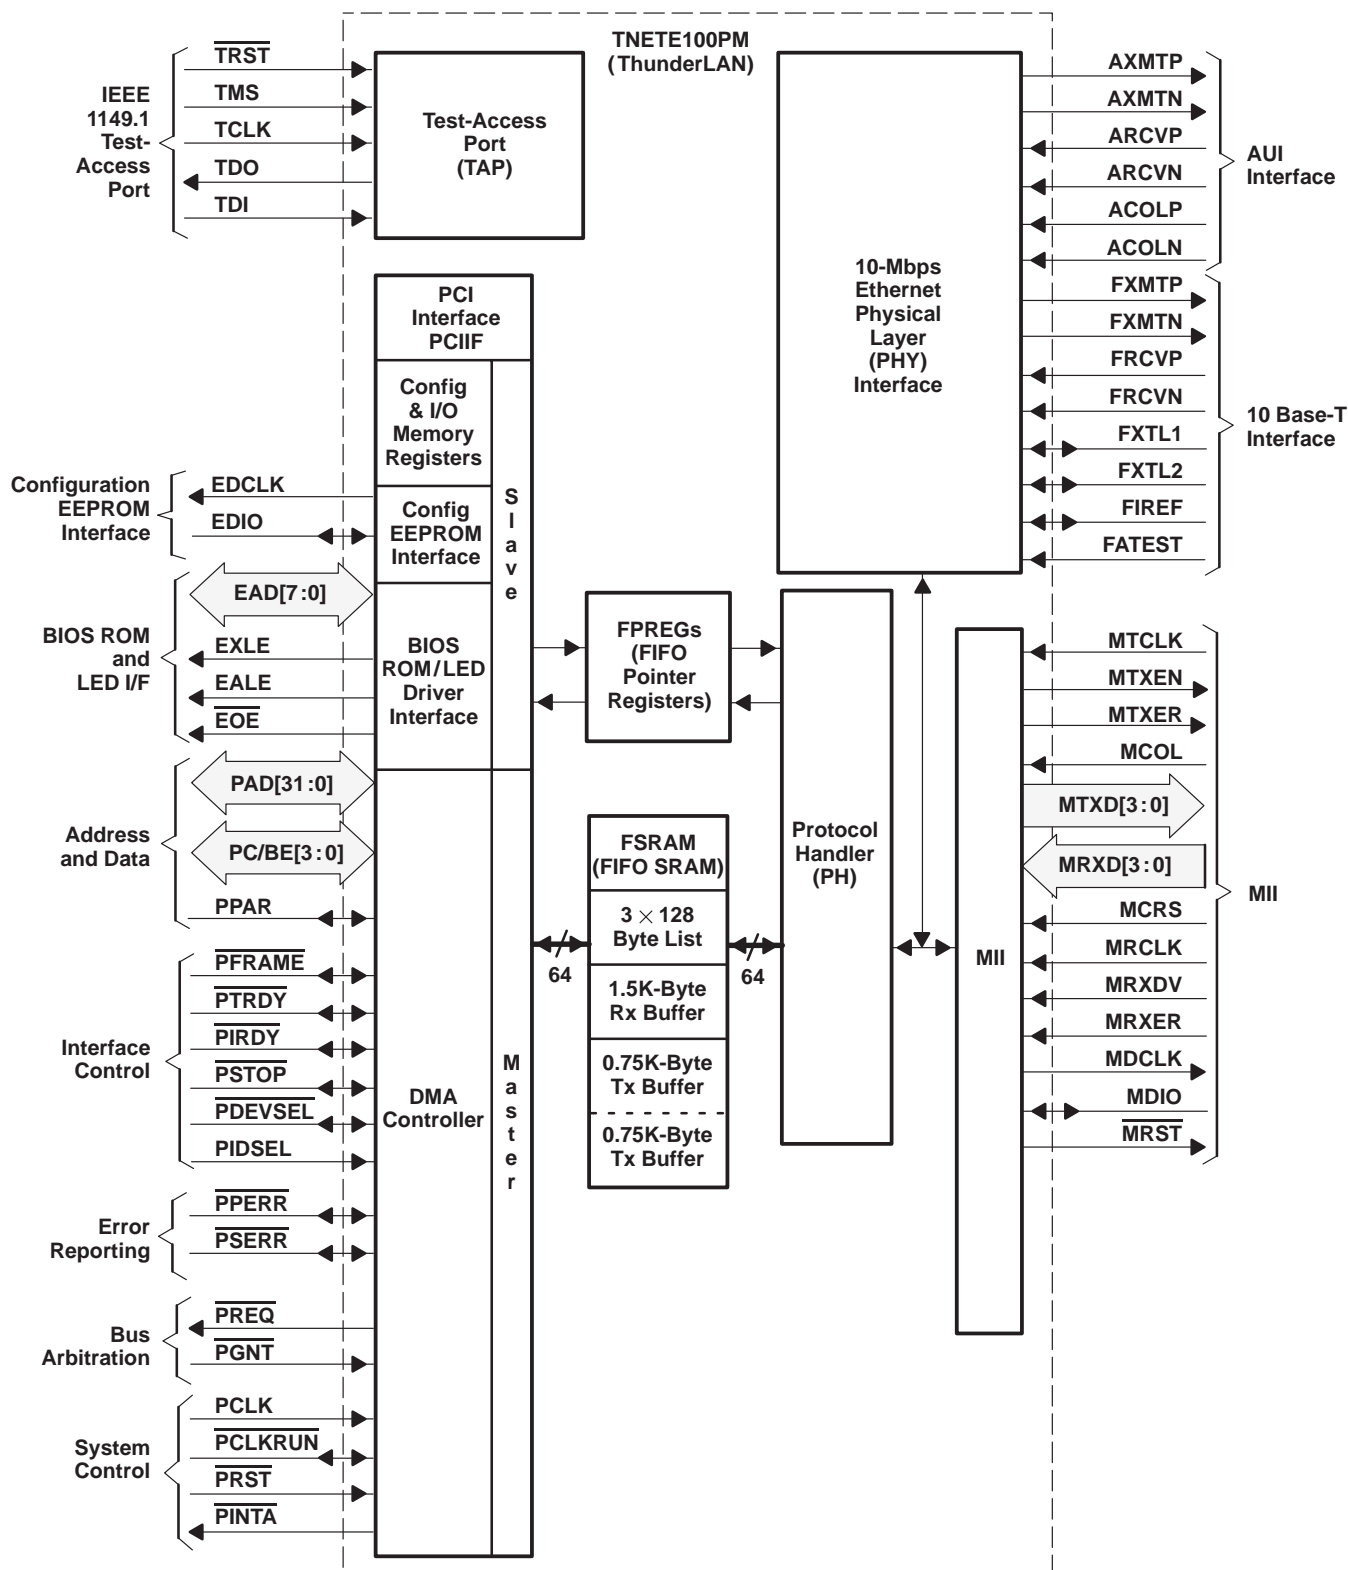 TNETE100PM
(ThunderLAN)
IEEE
1149.1
Test-
Access
Port
TRST
TMS
TCLK
TDO
TDI
Test-Access
Port
(TAP)
PCI
Interface
PCIIF
Config
& I/O
Memory
Registers
Config
EEPROM
Interface
BIOS
ROM/LED
Driver
Interface
Slave
DMA
Controller
Master
Configuration
EEPROM
Interface
EDCLK
EDIO
BIOS ROM
and
LED I/F
EAD[7:0]
EXLE
EALE
EOE
Address
and Data
PAD[31:0]
PC/BE[3:0]
PPAR
Interface
Control
PFRAME
PTRDY
PIRDY
PSTOP
PDEVSEL
PIDSEL
Error
Reporting
PPERR
PSERR
Bus
Arbitration
PREQ
PGNT
System
Control
PCLK
PCLKRUN
PRST
PINTA
FPREGs
(FIFO
Pointer
Registers)
FSRAM
(FIFO SRAM)
3 × 128
Byte List
1.5K-Byte
Rx Buffer
0.75K-Byte
Tx Buffer
0.75K-Byte
Tx Buffer
64
64
Protocol
Handler
(PH)
10-Mbps
Ethernet
Physical
Layer
(PHY)
Interface
MII
AXMTP
AXMTN
ARCVP
ARCVN
ACOLP
ACOLN
AUI
Interface
FXMTP
FXMTN
FRCVP
FRCVN
FXTL1
FXTL2
FIREF
FATEST
10 Base-T
Interface
MTCLK
MTXEN
MTXER
MCOL
MTXD[3:0]
MRXD[3:0]
MCRS
MRCLK
MRXDV
MRXER
MDCLK
MDIO
MRST
MII